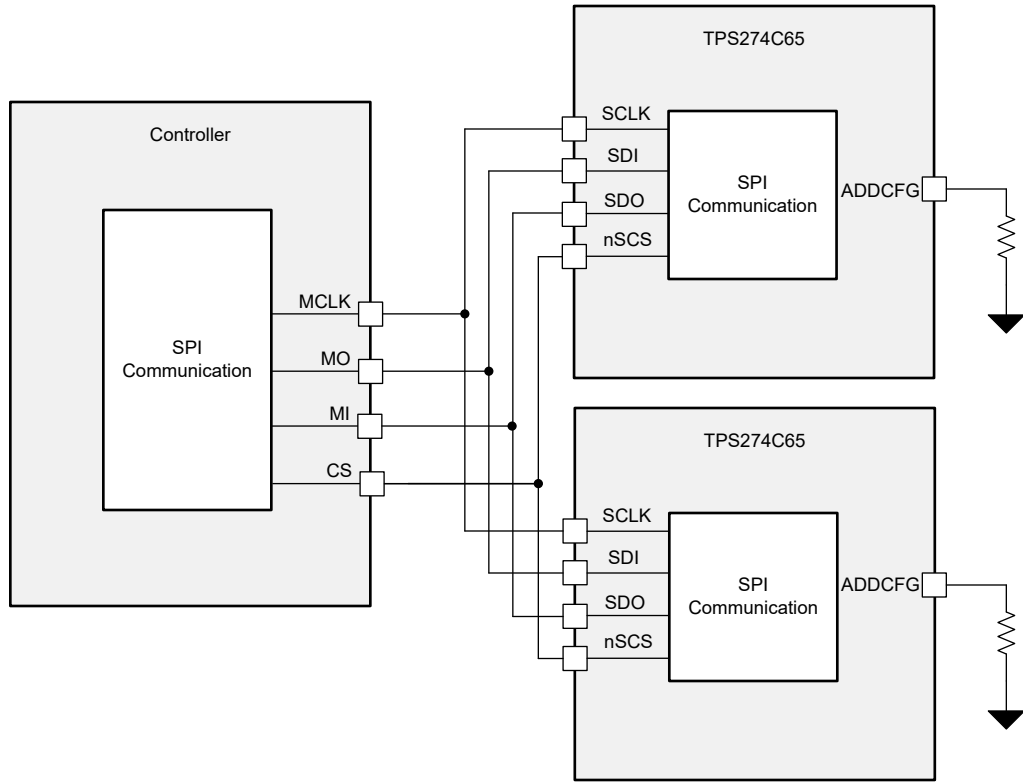 Controller
SPI
Communication
MCLK
MO
MI
CS
TPS274C65
SCLK
SDI
SDO
nSCS
SPI
Communication
ADDCFG
TPS274C65
SCLK
SDI
SDO
nSCS
SPI
Communication
ADDCFG